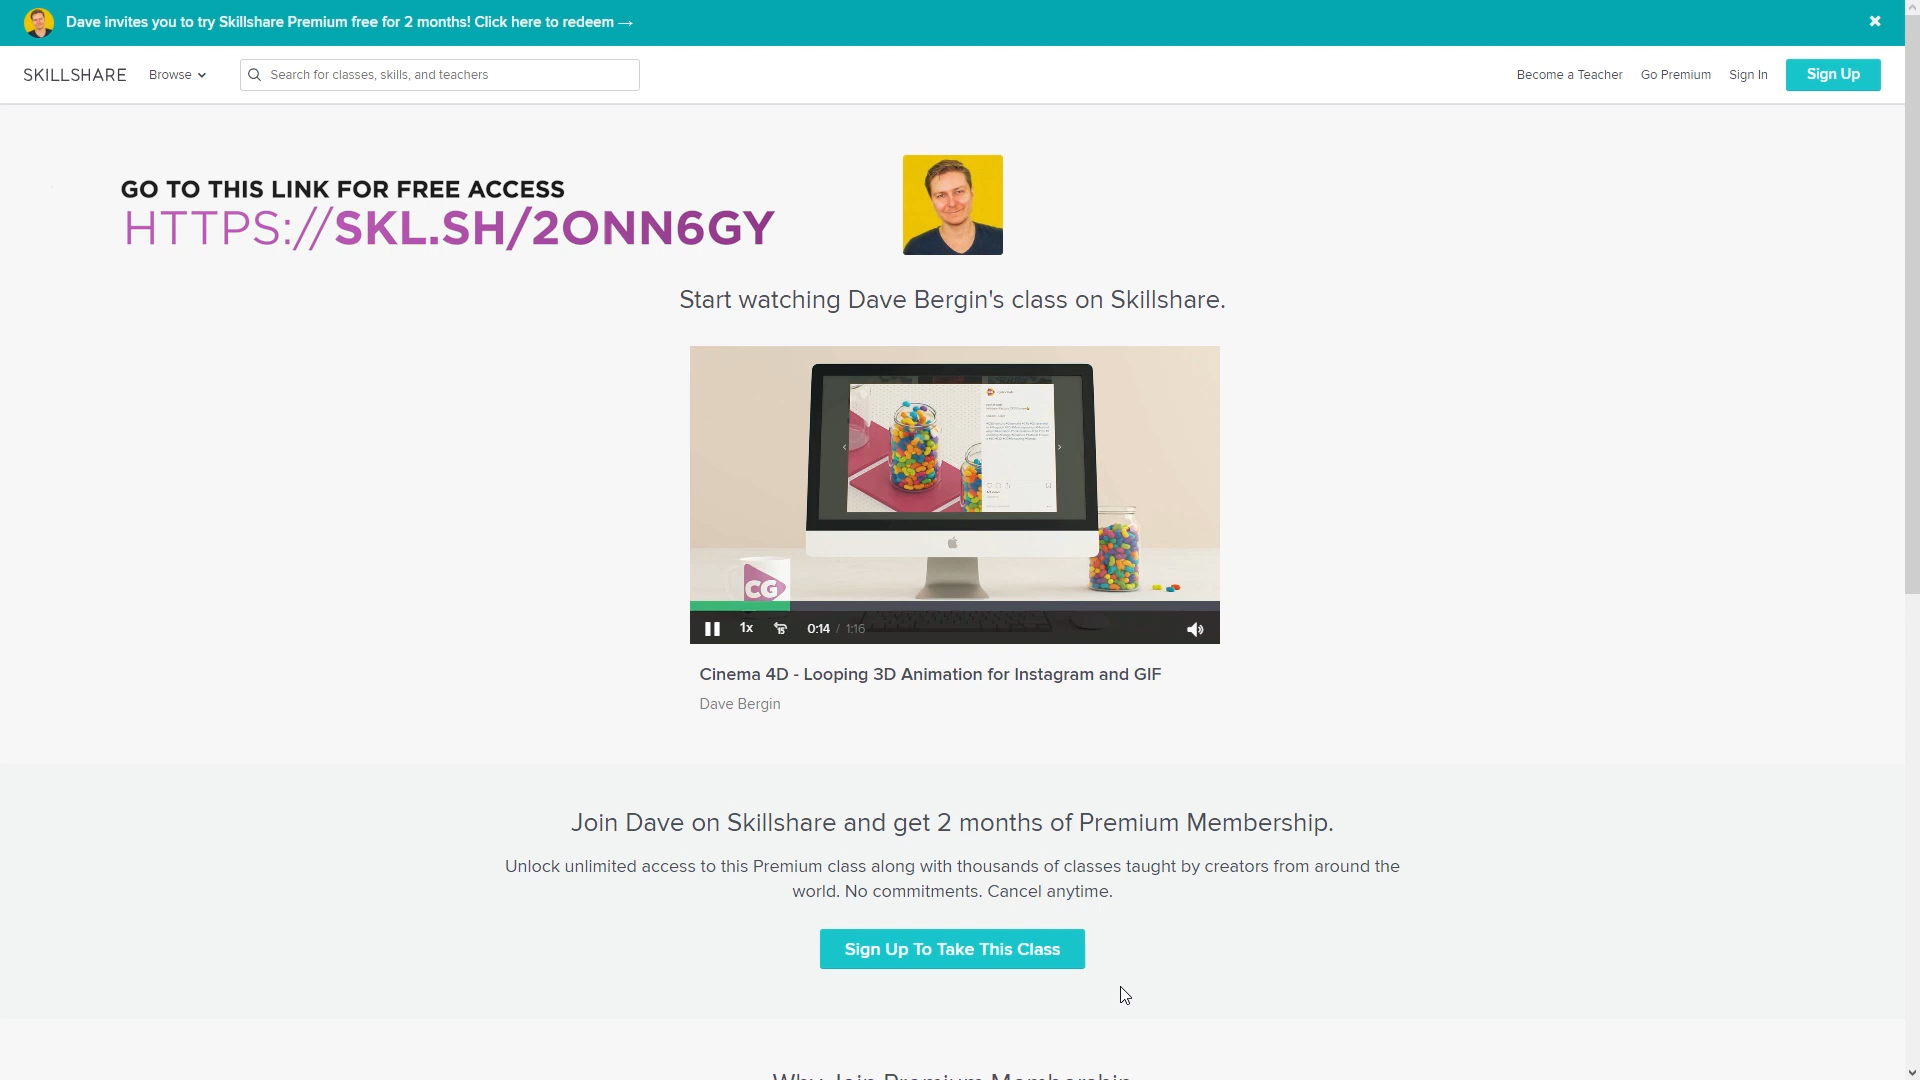 Dave invites you to try Skillshare Premium free for 2 months! Click here to redeem →
SKILLSHARE
Browse
Search for classes, skills, and teachers
Become a Teacher
Go Premium
Sign In
Sign Up
GO TO THIS LINK FOR FREE ACCESS
HTTPS://SKL.SH/2ONN6GY
Start watching Dave Bergin's class on Skillshare.
CG
1x
15
0:14 / 1:16
Cinema 4D - Looping 3D Animation for Instagram and GIF
Dave Bergin
Join Dave on Skillshare and get 2 months of Premium Membership.
Unlock unlimited access to this Premium class along with thousands of classes taught by creators from around the
world. No commitments. Cancel anytime.
Sign Up To Take This Class
Why Join Premium Membership